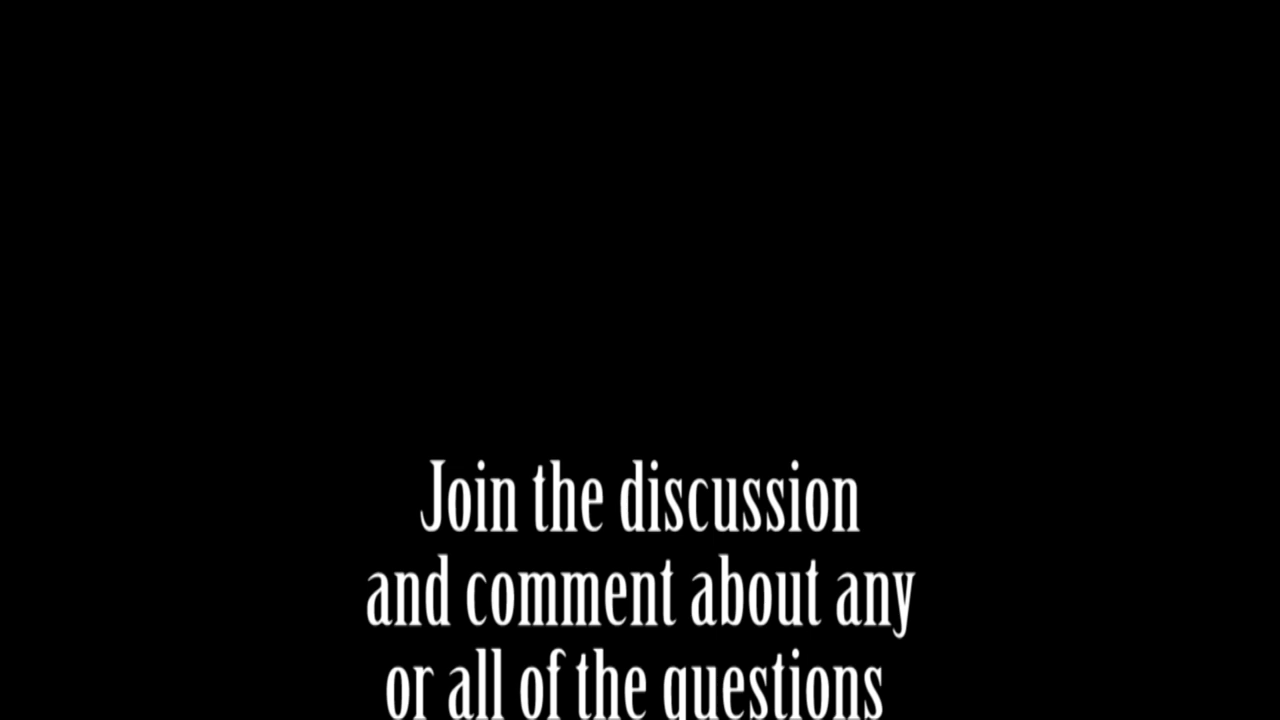 Join the discussion
and comment about any
or all of the questions